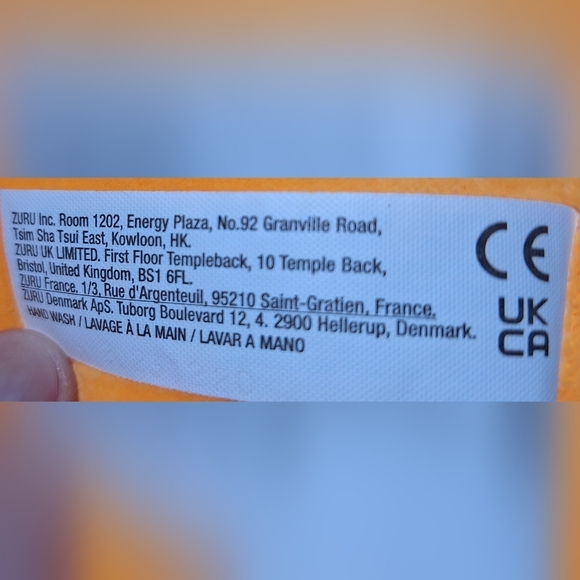 ZURU Inc. Room 1202, Energy Plaza, No.92 Granville Road,
Tsim Sha Tsui East, Kowloon, HK.
ZURU UK LIMITED. First Floor Templeback, 10 Temple Back,
Bristol, United Kingdom, BS1 6FL.
ZURU France. 1/3, Rue d'Argenteuil, 95210 Saint-Gratien, France.
ZURU Denmark ApS. Tuborg Boulevard 12, 4. 2900 Hellerup, Denmark.
HAND WASH / LAVAGE À LA MAIN / LAVAR A MANO
CE
UK
CA